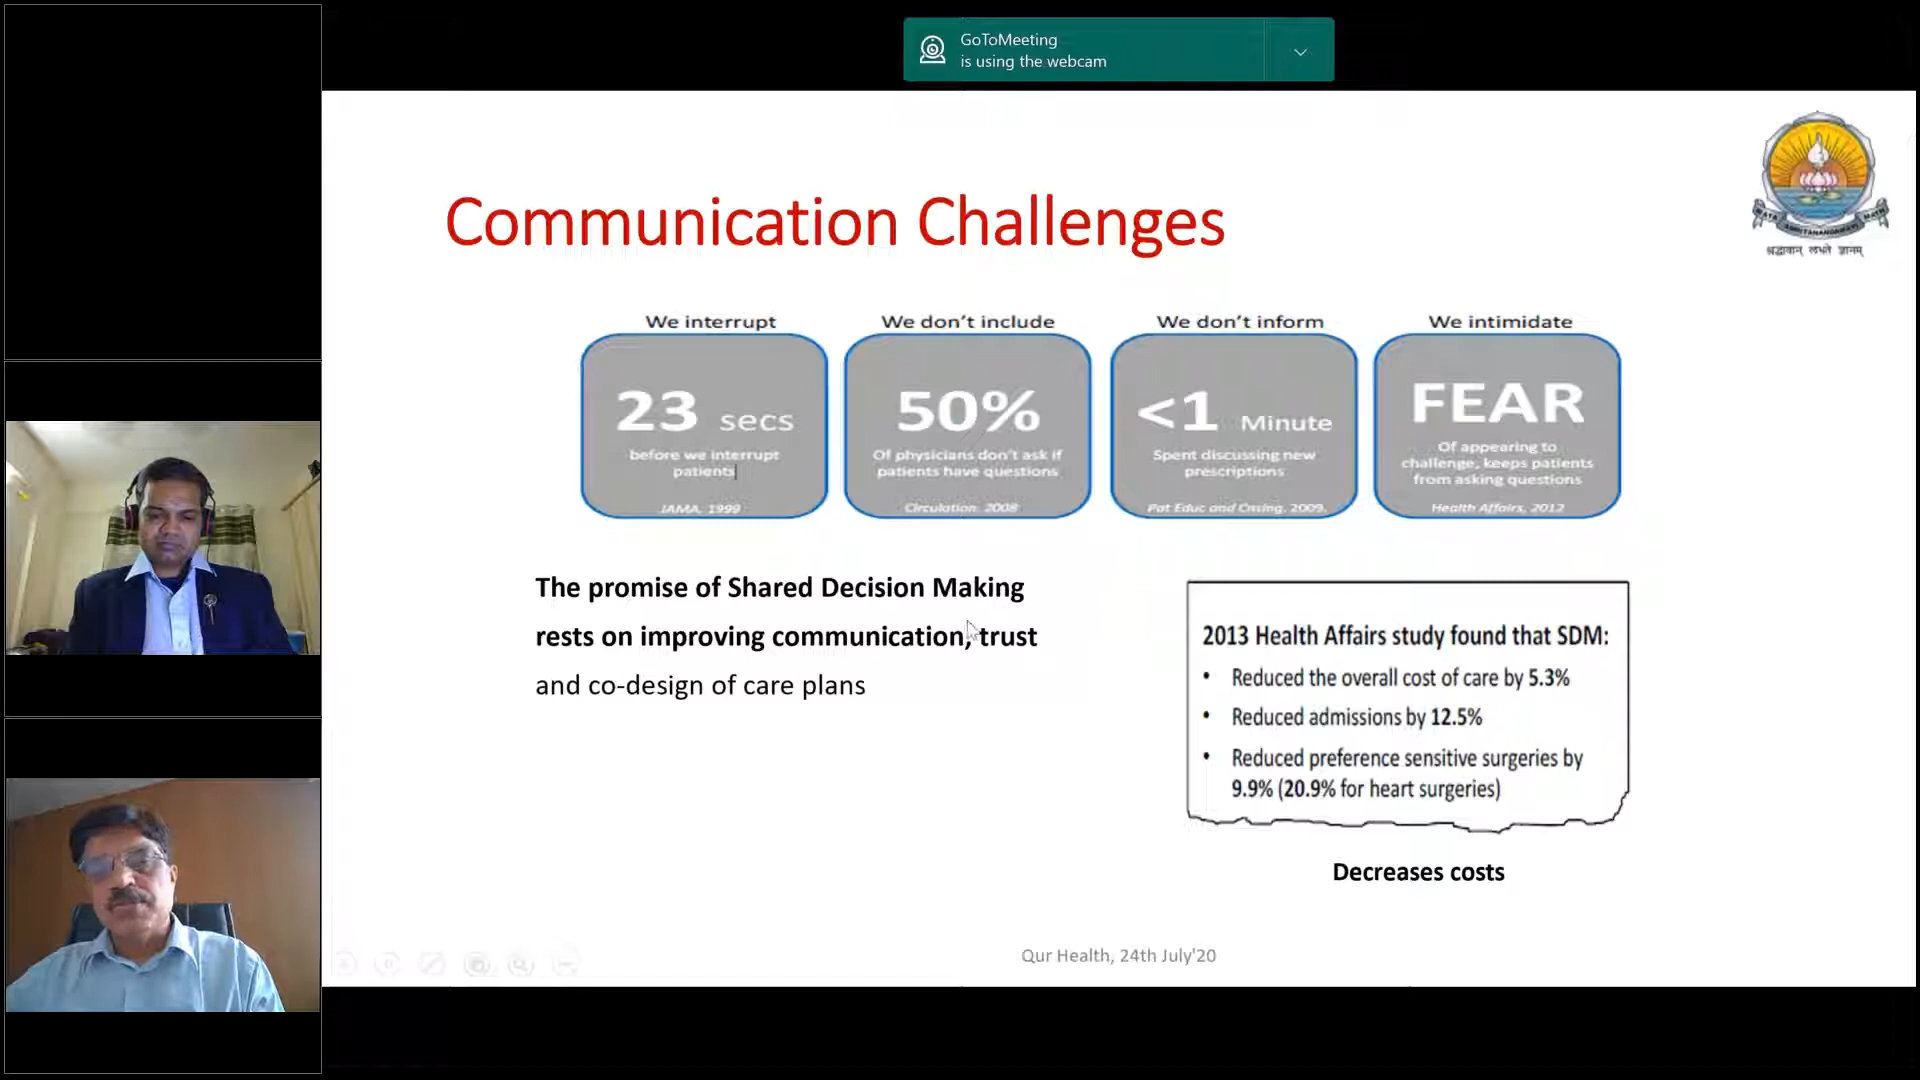 GoToMeeting
is using the webcam
MATA
MATH
AMRITANANDAMAYI
श्रद्धावान् लभते ज्ञानम्
Communication Challenges
We interrupt
23 secs
before we interrupt
patients
JAMA, 1999
We don't include
50%
Of physicians don't ask if
patients have questions
Circulation. 2008
We don't inform
<1 Minute
Spent discussing new
prescriptions
Pat Educ and Cnsing, 2009.
We intimidate
FEAR
Of appearing to
challenge, keeps patients
from asking questions
Health Affairs, 2012
The promise of Shared Decision Making
rests on improving communication, trust
and co-design of care plans
2013 Health Affairs study found that SDM:
• Reduced the overall cost of care by 5.3%
• Reduced admissions by 12.5%
• Reduced preference sensitive surgeries by
9.9% (20.9% for heart surgeries)
Decreases costs
Qur Health, 24th July'20